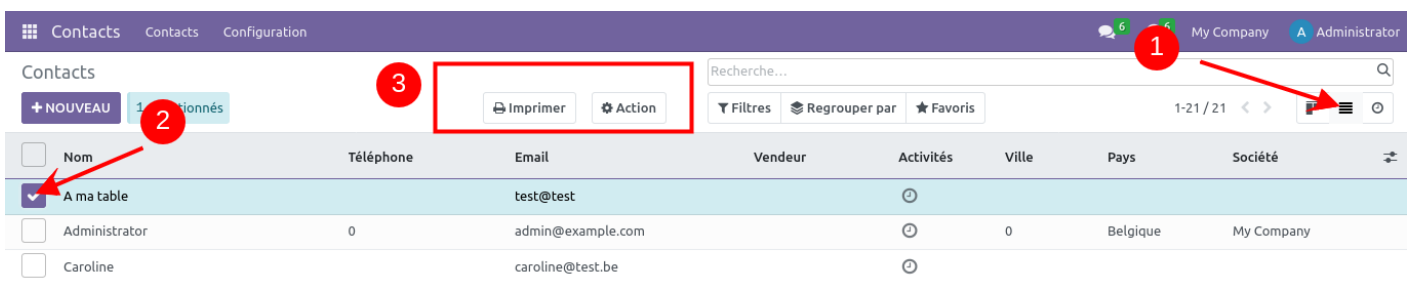 Contacts Contacts Configuration 6 6 My Company A Administrator
1
Contacts Recherche...
3
+ NOUVEAU 1 Imprimer Action Filtres Regrouper par Favoris 1-21 / 21
2
Nom Téléphone Email Vendeur Activités Ville Pays Société
A ma table test@test
Administrator 0 admin@example.com 0 Belgique My Company
Caroline caroline@test.be